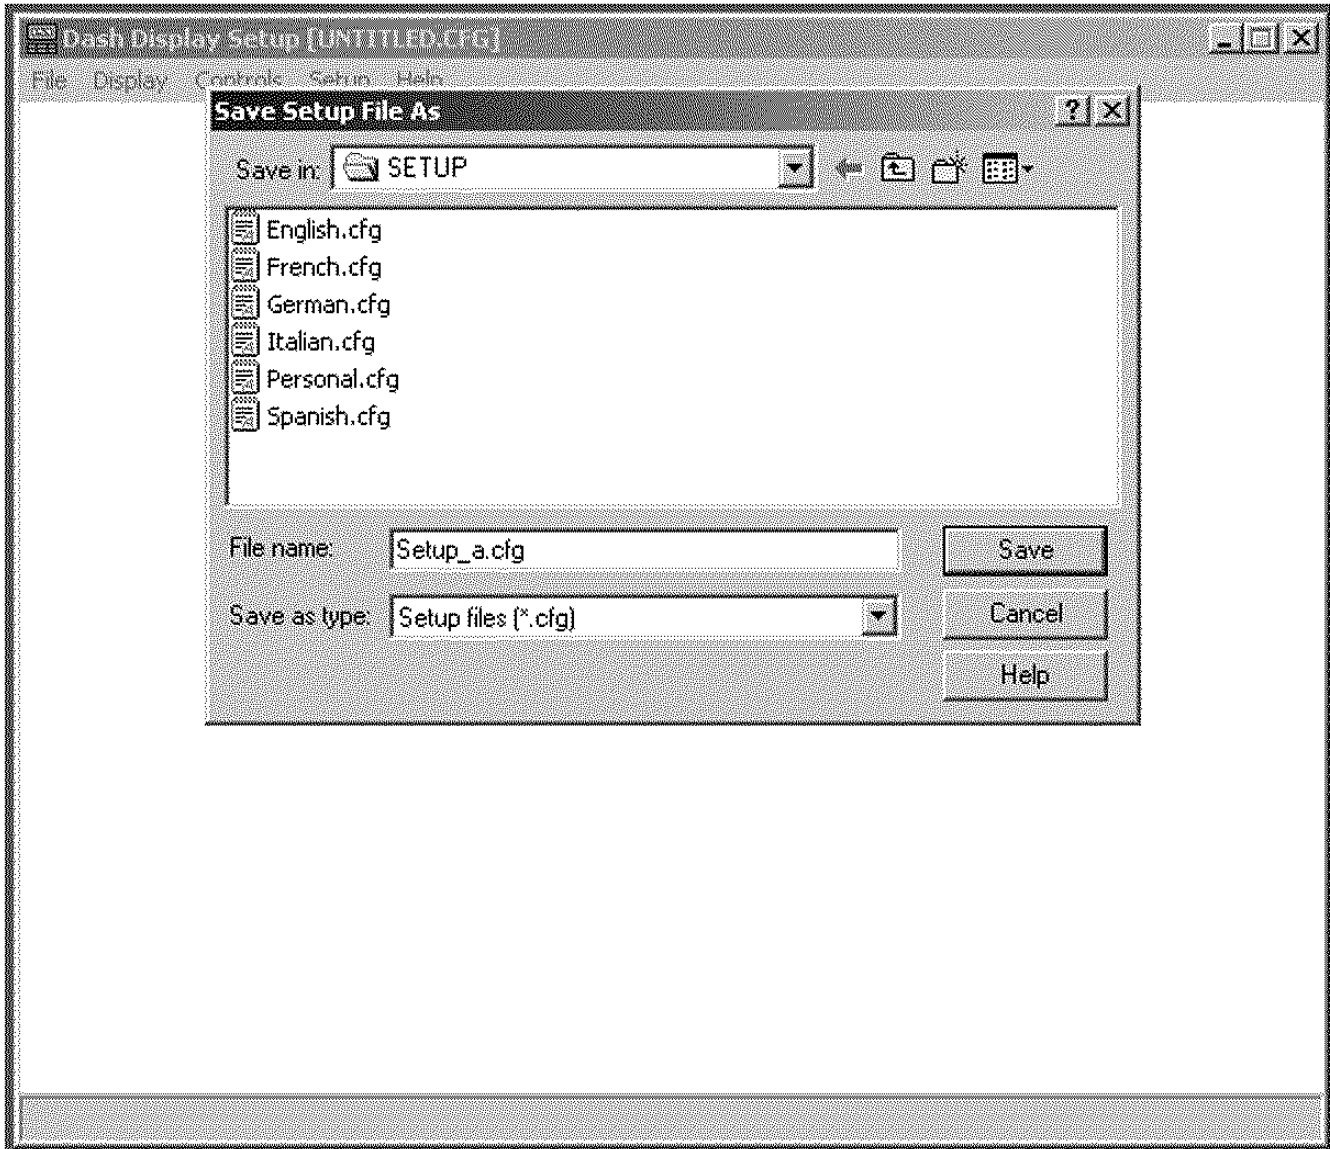 Dash Display Setup [UNTITLED.CFG]
File Display Controls Setup Help
Save Setup File As
Save in: SETUP
English.cfg
French.cfg
German.cfg
Italian.cfg
Personal.cfg
Spanish.cfg
File name: Setup_a.cfg Save
Save as type: Setup files (*.cfg) Cancel
Help